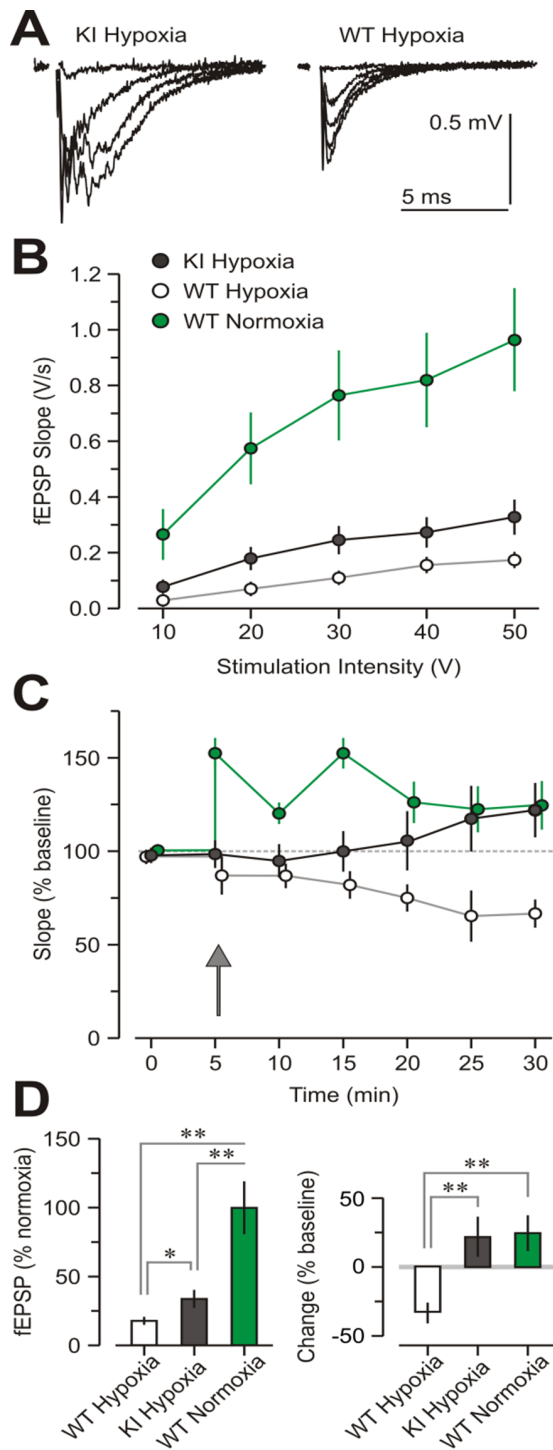 A
KI Hypoxia
WT Hypoxia
0.5 mV
5 ms
B
KI Hypoxia
WT Hypoxia
WT Normoxia
fEPSP Slope (V/s)
1.2
1.0
0.8
0.6
0.4
0.2
0.0
10 20 30 40 50
Stimulation Intensity (V)
C
Slope (% baseline)
150
100
50
0
0 5 10 15 20 25 30
Time (min)
D
fEPSP (% normoxia)
150
100
50
0
**
**
*
WT Hypoxia
KI Hypoxia
WT Normoxia
Change (% baseline)
50
0
-50
**
**
WT Hypoxia
KI Hypoxia
WT Normoxia